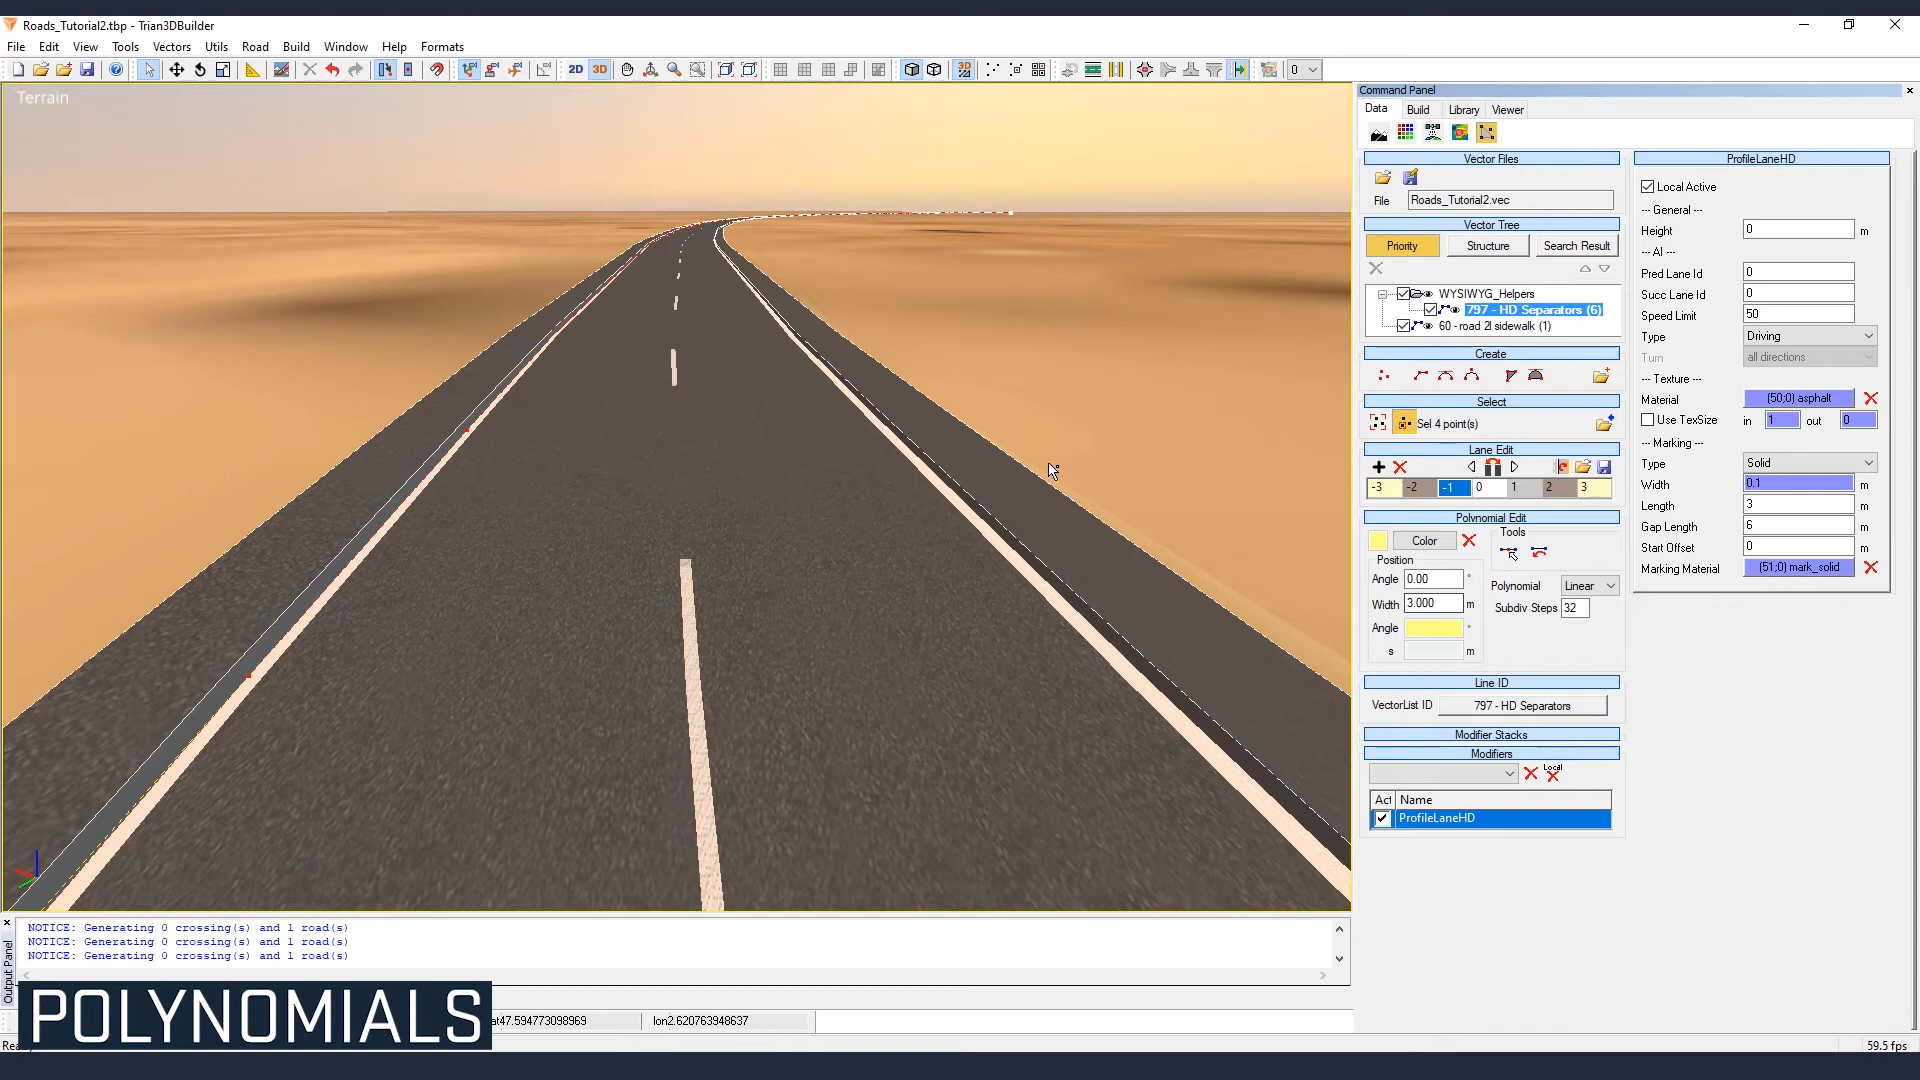 Roads_Tutorial2.tbp - Trian3DBuilder
File Edit View Tools Vectors Utils Road Build Window Help Formats
2D 3D 0
Terrain
Command Panel
Data Build Library Viewer
Vector Files
File Roads_Tutorial2.vec
Vector Tree
Priority Structure Search Result
WYSIWYG_Helpers
797 - HD Separators (6)
60 - road 2l sidewalk (1)
Create
Select
Sel 4 point(s)
Lane Edit
-3 -2 -1 0 1 2 3
Polynomial Edit
Color Tools
Position
Angle 0.00 ° Polynomial Linear
Width 3.000 m Subdiv Steps 32
Angle °
s m
Line ID
VectorList ID 797 - HD Separators
Modifier Stacks
Modifiers
Local
Act Name
ProfileLaneHD
ProfileLaneHD
Local Active
--- General ---
Height 0 m
--- AI ---
Pred Lane Id 0
Succ Lane Id 0
Speed Limit 50
Type Driving
Turn all directions
--- Texture ---
Material (50;0) asphalt
Use TexSize in 1 out 0
--- Marking ---
Type Solid
Width 0.1 m
Length 3 m
Gap Length 6 m
Start Offset 0 m
Marking Material (51;0) mark_solid
NOTICE: Generating 0 crossing(s) and 1 road(s)
NOTICE: Generating 0 crossing(s) and 1 road(s)
NOTICE: Generating 0 crossing(s) and 1 road(s)
Output Panel
POLYNOMIALS
at47.594773098969 lon2.620763948637
Rea 59.5 fps